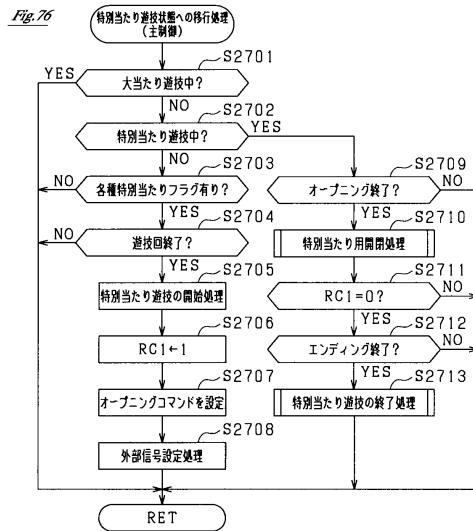 Fig.76
特別当たり遊技状態への移行処理
(主制御)
S2701
YES
大当たり遊技中?
NO
S2702
特別当たり遊技中?
YES
NO
S2703
S2709
NO
各種特別当たりフラグ有り?
オープニング終了?
NO
YES
S2704
YES
S2710
NO
遊技回終了?
特別当たり用開閉処理
YES
S2705
S2711
特別当たり遊技の開始処理
RC1=0?
NO
S2706
YES
S2712
RC1←1
エンディング終了?
NO
S2707
YES
S2713
オープニングコマンドを設定
特別当たり遊技の終了処理
S2708
外部信号設定処理
RET